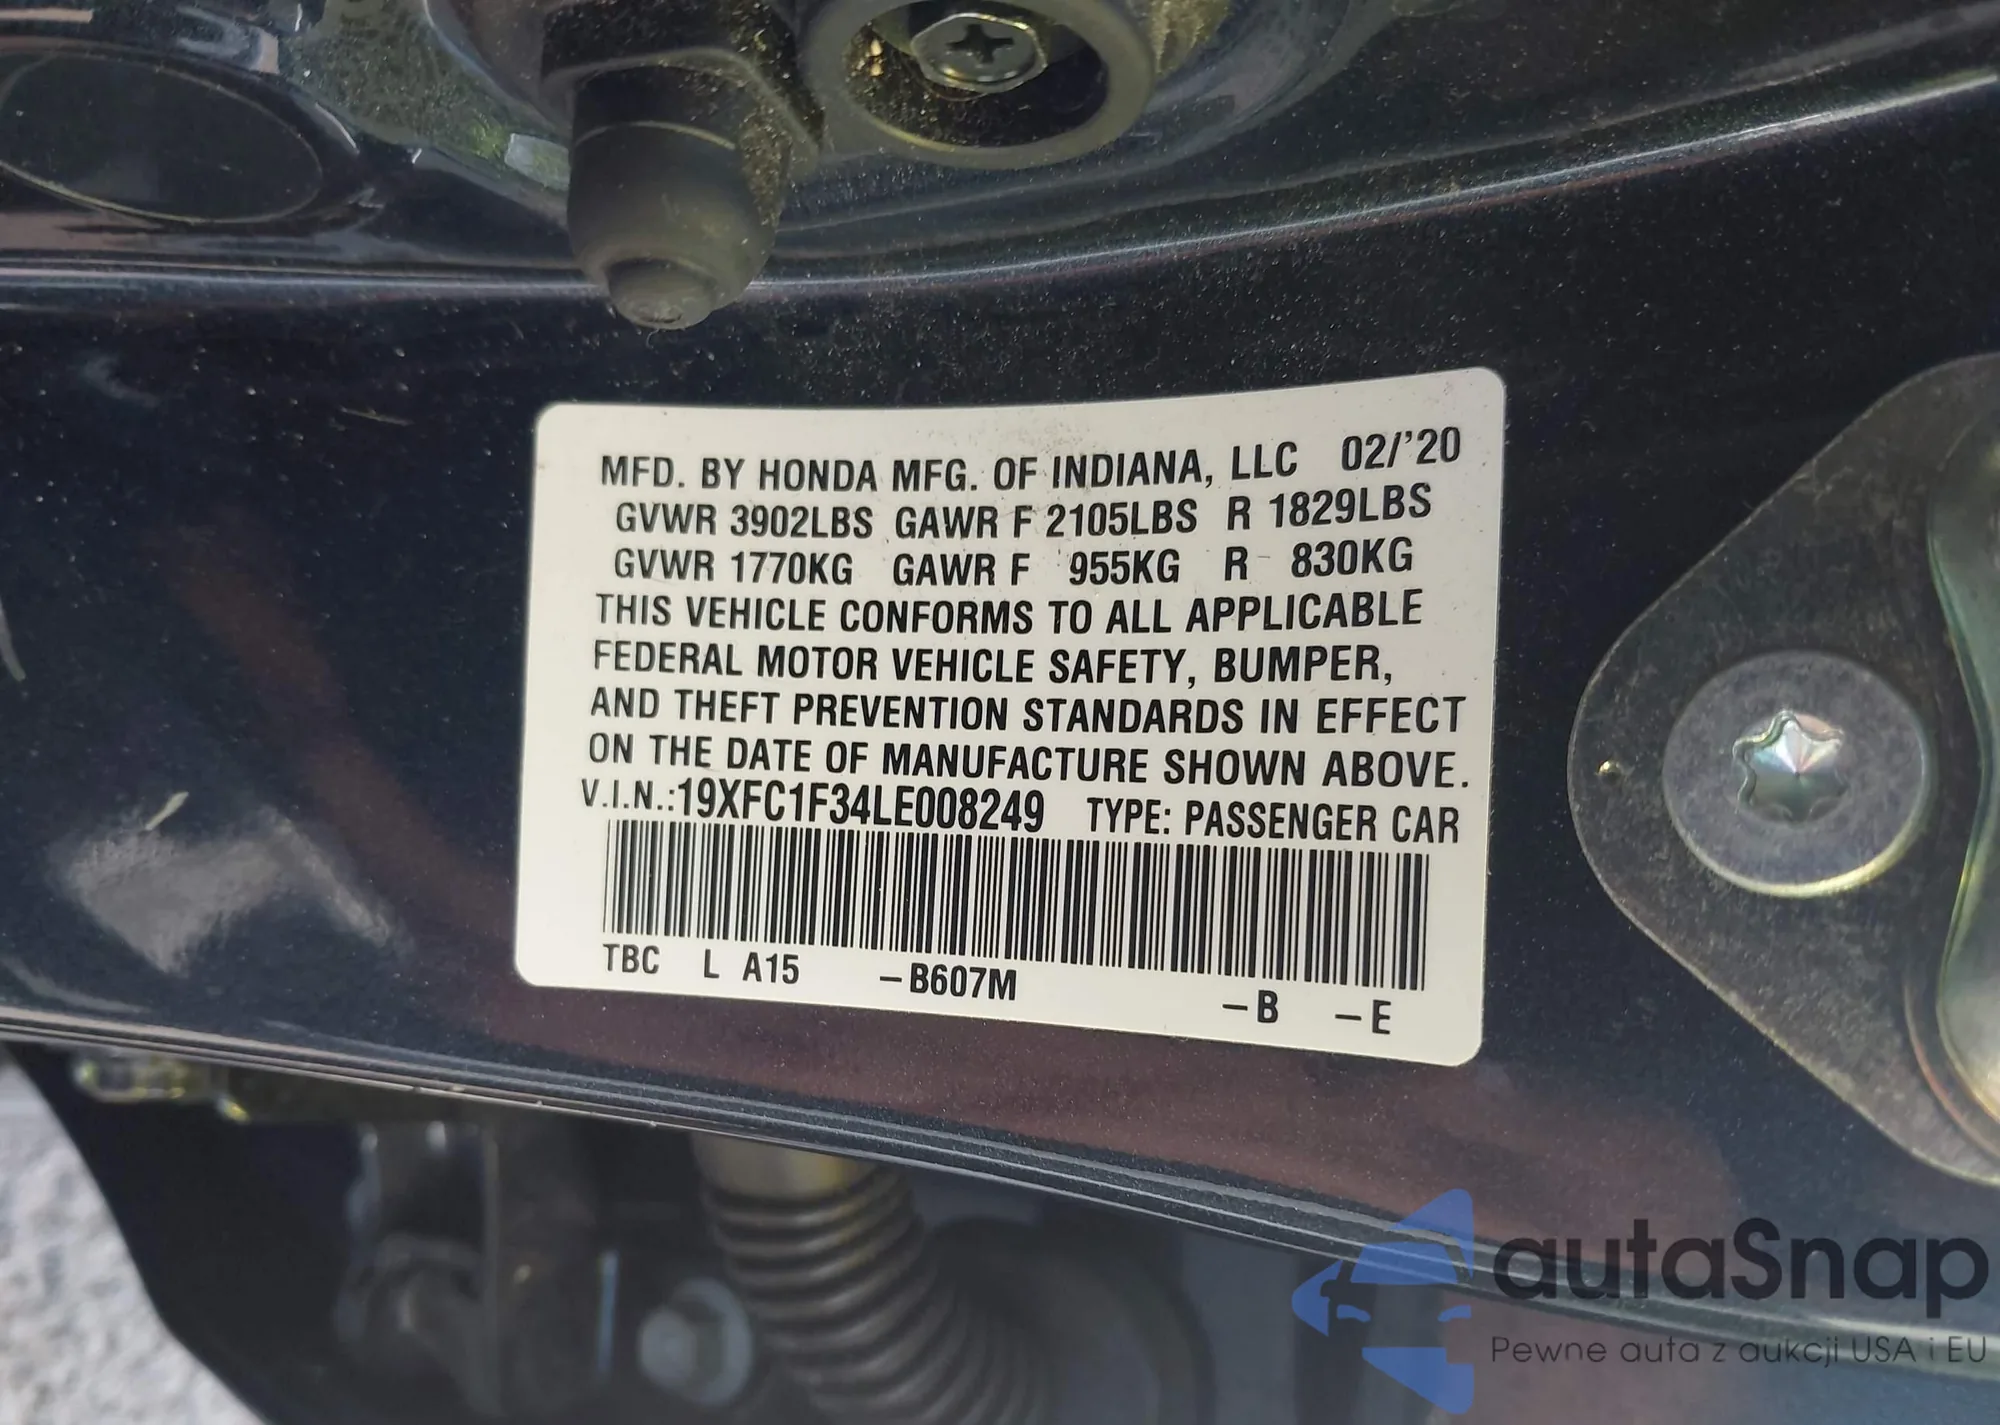 MFD. BY HONDA MFG. OF INDIANA, LLC 02/'20
GVWR 3902LBS GAWR F 2105LBS R 1829LBS
GVWR 1770KG GAWR F 955KG R 830KG
THIS VEHICLE CONFORMS TO ALL APPLICABLE
FEDERAL MOTOR VEHICLE SAFETY, BUMPER,
AND THEFT PREVENTION STANDARDS IN EFFECT
ON THE DATE OF MANUFACTURE SHOWN ABOVE.
V.I.N.:19XFC1F34LE008249 TYPE: PASSENGER CAR
TBC L A15 –B607M –B –E
autaSnap
Pewne auta z aukcji USA i EU